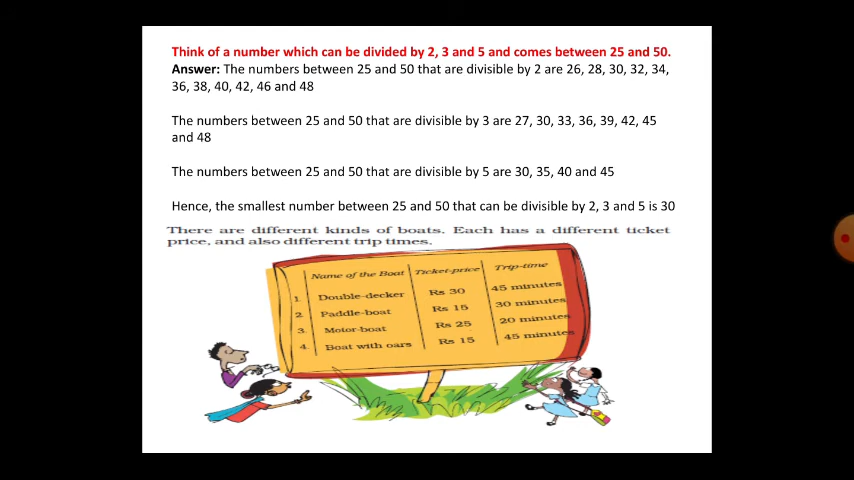 Think of a number which can be divided by 2, 3 and 5 and comes between 25 and 50.
Answer: The numbers between 25 and 50 that are divisible by 2 are 26, 28, 30, 32, 34,
36, 38, 40, 42, 46 and 48
The numbers between 25 and 50 that are divisible by 3 are 27, 30, 33, 36, 39, 42, 45
and 48
The numbers between 25 and 50 that are divisible by 5 are 30, 35, 40 and 45
Hence, the smallest number between 25 and 50 that can be divisible by 2, 3 and 5 is 30
There are different kinds of boats. Each has a different ticket
price, and also different trip times.
Name of the Boat Ticket-price Trip-time
1. Double-decker Rs 30 45 minutes
2. Paddle-boat Rs 15 30 minutes
3. Motor-boat Rs 25 20 minutes
4. Boat with oars Rs 15 45 minutes